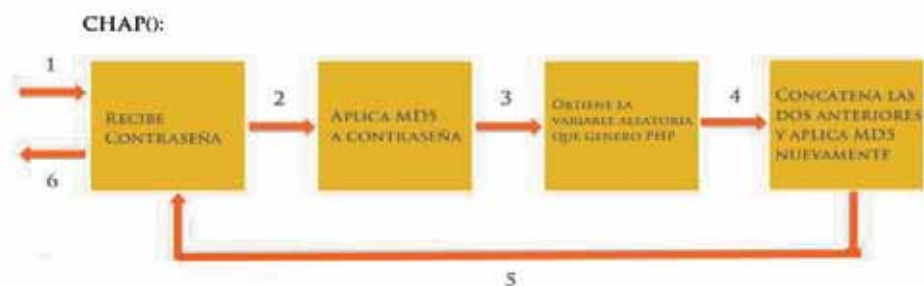 CHAP():
1
RECIBE
CONTRASEÑA
2
APLICA MD5
A CONTRASEÑA
3
OBTIENE LA
VARIABLE ALEATORIA
QUE GENERO PHP
4
CONCATENA LAS
DOS ANTERIORES
Y APLICA MD5
NUEVAMENTE
6
5